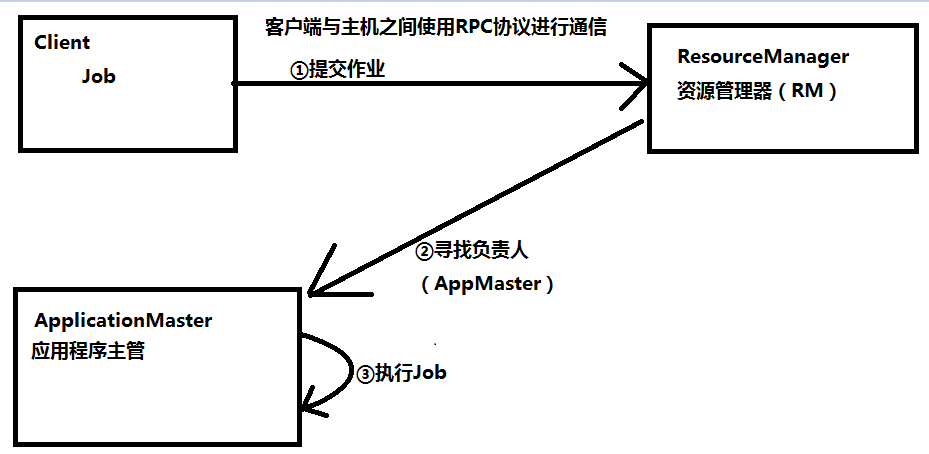 客户端与主机之间使用RPC协议进行通信
Client
Job
①提交作业
ResourceManager
资源管理器（RM）
②寻找负责人
（AppMaster）
ApplicationMaster
应用程序主管
③执行Job